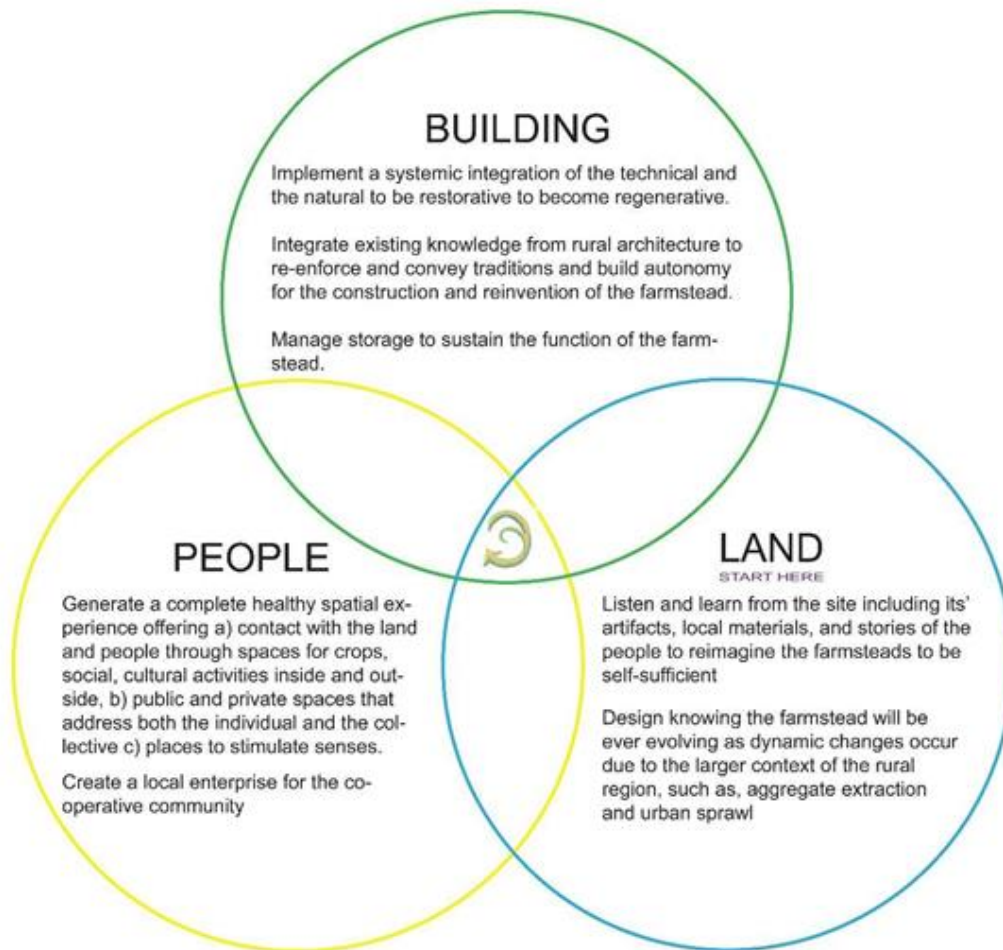 BUILDING
Implement a systemic integration of the technical and
the natural to be restorative to become regenerative.
Integrate existing knowledge from rural architecture to
re-enforce and convey traditions and build autonomy
for the construction and reinvention of the farmstead.
Manage storage to sustain the function of the farm-
stead.
PEOPLE
Generate a complete healthy spatial ex-
perience offering a) contact with the land
and people through spaces for crops,
social, cultural activities inside and out-
side, b) public and private spaces that
address both the individual and the col-
lective c) places to stimulate senses.
Create a local enterprise for the co-
operative community
LAND
START HERE
Listen and learn from the site including its'
artifacts, local materials, and stories of the
people to reimagine the farmsteads to be
self-sufficient
Design knowing the farmstead will be
ever evolving as dynamic changes occur
due to the larger context of the rural
region, such as, aggregate extraction
and urban sprawl